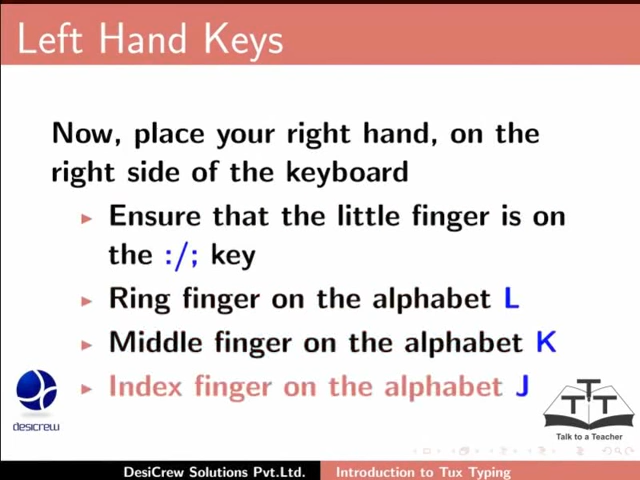 Left Hand Keys
Now, place your right hand, on the
right side of the keyboard
Ensure that the little finger is on
the :/; key
Ring finger on the alphabet L
Middle finger on the alphabet K
Index finger on the alphabet J
desicrew
TTT
Talk to a Teacher
DesiCrew Solutions Pvt.Ltd. Introduction to Tux Typing